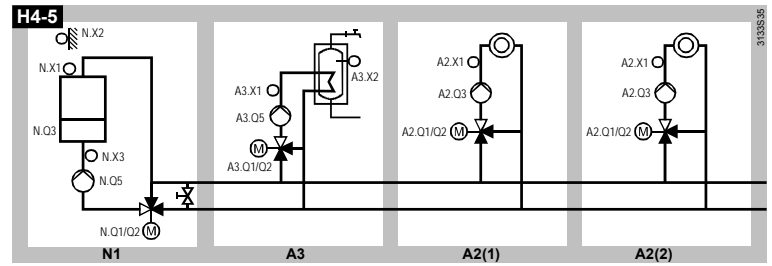 H4-5
3133S35
N.X2
N.X1
N.Q3
N.X3
N.Q5
N.Q1/Q2
M
N1
A3.X1
A3.X2
A3.Q5
M
A3.Q1/Q2
A3
A2.X1
A2.Q3
A2.Q1/Q2 M
A2(1)
A2.X1
A2.Q3
A2.Q1/Q2 M
A2(2)